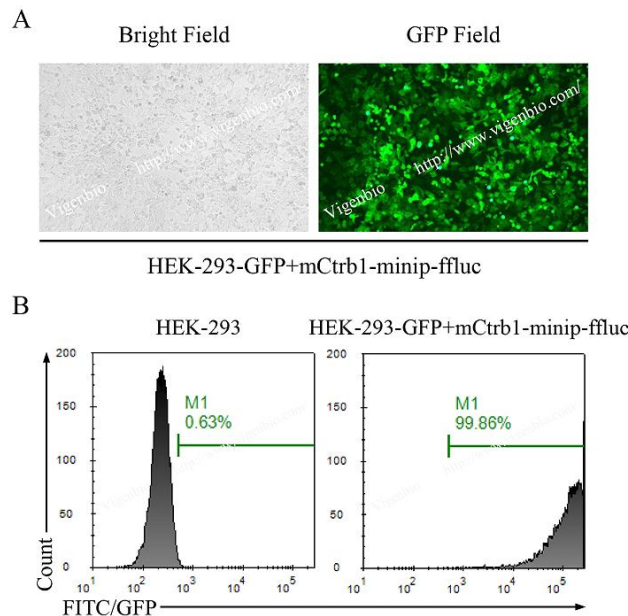 A
Bright Field
GFP Field
Vigenbio http://www.vigenbio.com/
Vigenbio http://www.vigenbio.com/
HEK-293-GFP+mCtrb1-minip-ffluc
B
HEK-293
HEK-293-GFP+mCtrb1-minip-ffluc
200
150
100
50
0
M1
0.63%
10¹ 10² 10³ 10⁴ 10⁵
200
150
100
50
0
M1
99.86%
10¹ 10² 10³ 10⁴ 10⁵
Count
FITC/GFP